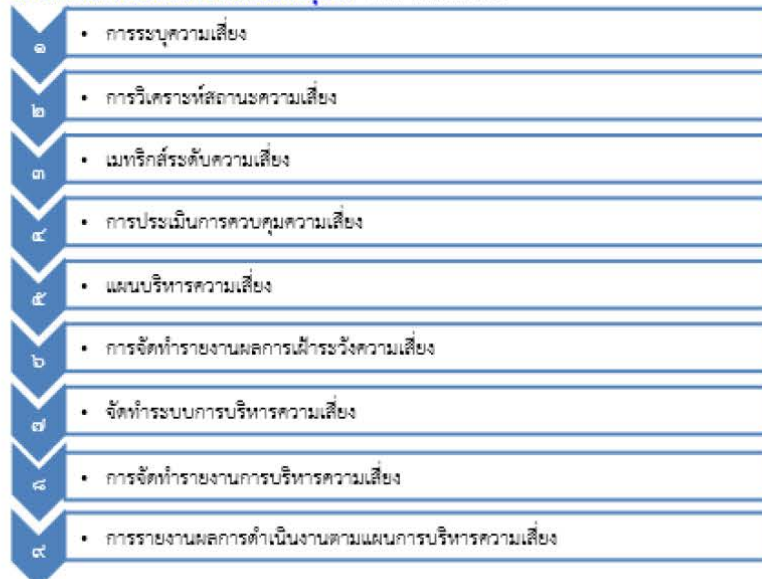 ๑ • การระบุความเสี่ยง
๒ • การวิเคราะห์สถานะความเสี่ยง
๓ • เมทริกส์ระดับความเสี่ยง
๔ • การประเมินการควบคุมความเสี่ยง
๕ • แผนบริหารความเสี่ยง
๖ • การจัดทำรายงานผลการเฝ้าระวังความเสี่ยง
๗ • จัดทำระบบการบริหารความเสี่ยง
๘ • การจัดทำรายงานการบริหารความเสี่ยง
๙ • การรายงานผลการดำเนินงานตามแผนการบริหารความเสี่ยง